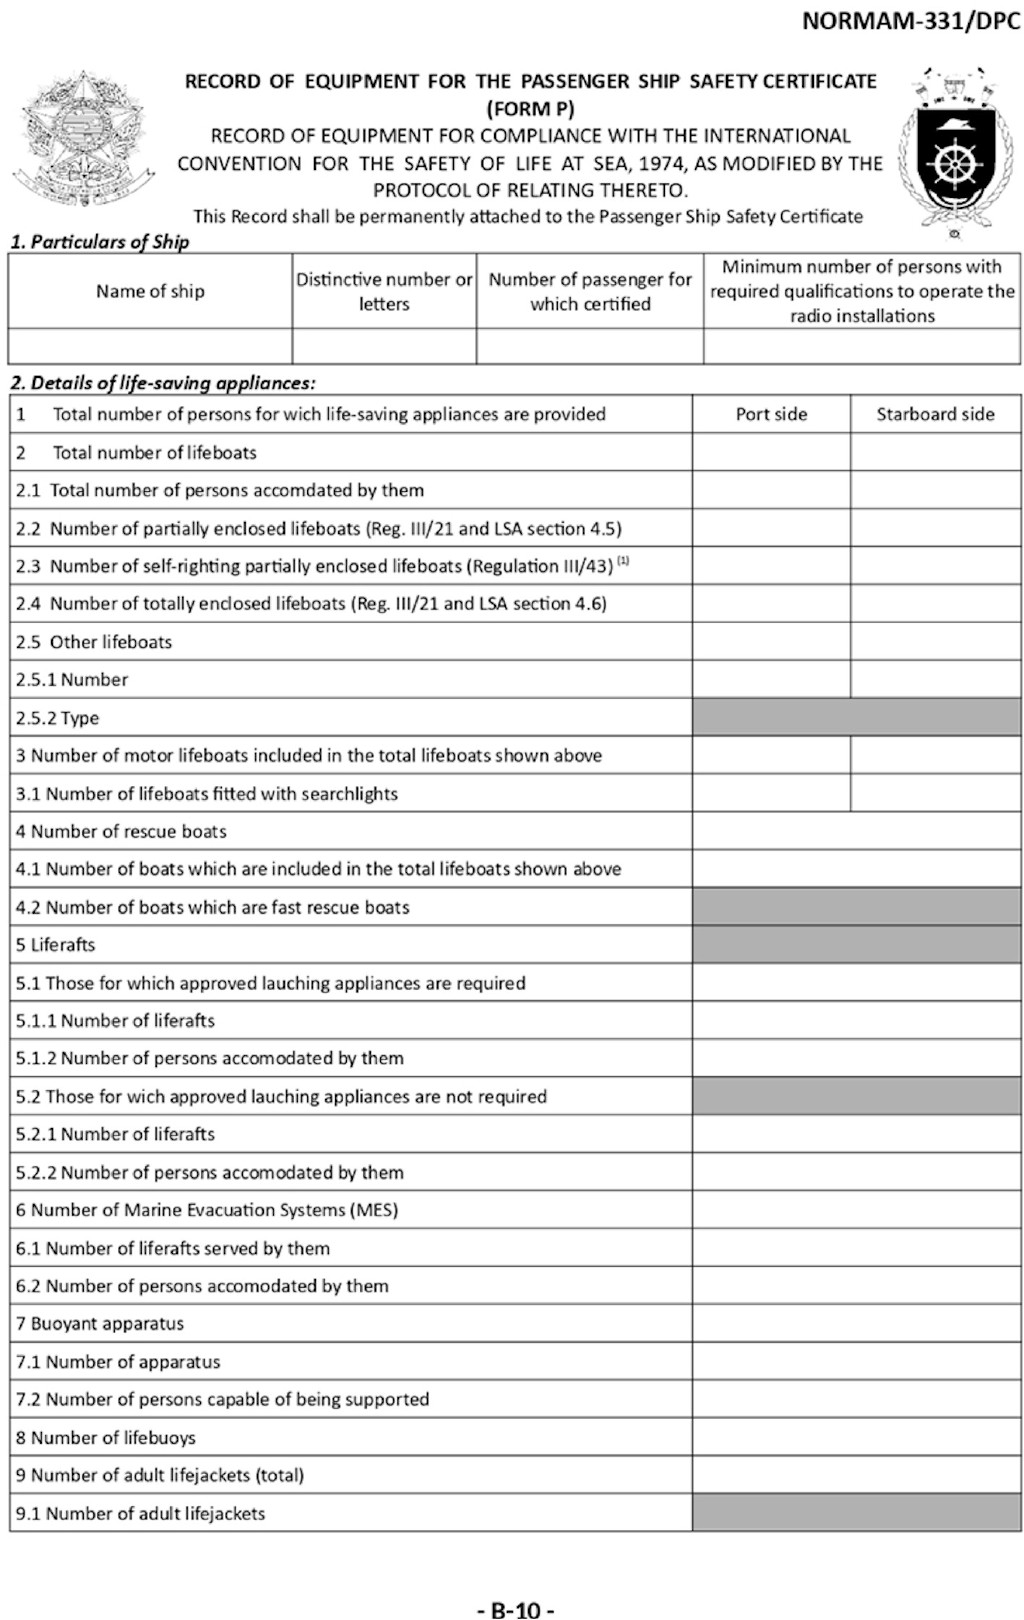 NORMAM-331/DPC
RECORD OF EQUIPMENT FOR THE PASSENGER SHIP SAFETY CERTIFICATE
(FORM P)
RECORD OF EQUIPMENT FOR COMPLIANCE WITH THE INTERNATIONAL
CONVENTION FOR THE SAFETY OF LIFE AT SEA, 1974, AS MODIFIED BY THE
PROTOCOL OF RELATING THERETO.
This Record shall be permanently attached to the Passenger Ship Safety Certificate
1. Particulars of Ship
Name of ship
Distinctive number or
letters
Number of passenger for
which certified
Minimum number of persons with
required qualifications to operate the
radio installations
2. Details of life-saving appliances:
1 Total number of persons for wich life-saving appliances are provided Port side Starboard side
2 Total number of lifeboats
2.1 Total number of persons accomdated by them
2.2 Number of partially enclosed lifeboats (Reg. III/21 and LSA section 4.5)
2.3 Number of self-righting partially enclosed lifeboats (Regulation III/43) (1)
2.4 Number of totally enclosed lifeboats (Reg. III/21 and LSA section 4.6)
2.5 Other lifeboats
2.5.1 Number
2.5.2 Type
3 Number of motor lifeboats included in the total lifeboats shown above
3.1 Number of lifeboats fitted with searchlights
4 Number of rescue boats
4.1 Number of boats which are included in the total lifeboats shown above
4.2 Number of boats which are fast rescue boats
5 Liferafts
5.1 Those for which approved lauching appliances are required
5.1.1 Number of liferafts
5.1.2 Number of persons accomodated by them
5.2 Those for wich approved lauching appliances are not required
5.2.1 Number of liferafts
5.2.2 Number of persons accomodated by them
6 Number of Marine Evacuation Systems (MES)
6.1 Number of liferafts served by them
6.2 Number of persons accomodated by them
7 Buoyant apparatus
7.1 Number of apparatus
7.2 Number of persons capable of being supported
8 Number of lifebuoys
9 Number of adult lifejackets (total)
9.1 Number of adult lifejackets
- B-10 -